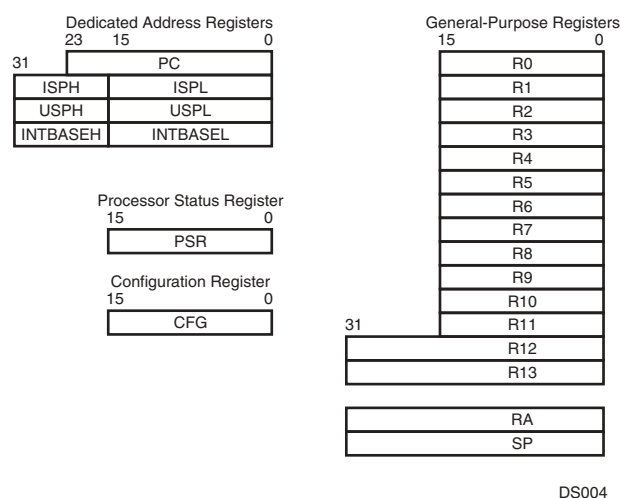 Dedicated Address Registers
23 15 0
31 PC
ISPH ISPL
USPH USPL
INTBASEH INTBASEL
Processor Status Register
15 0
PSR
Configuration Register
15 0
CFG
General-Purpose Registers
15 0
R0
R1
R2
R3
R4
R5
R6
R7
R8
R9
R10
31 R11
R12
R13
RA
SP
DS004